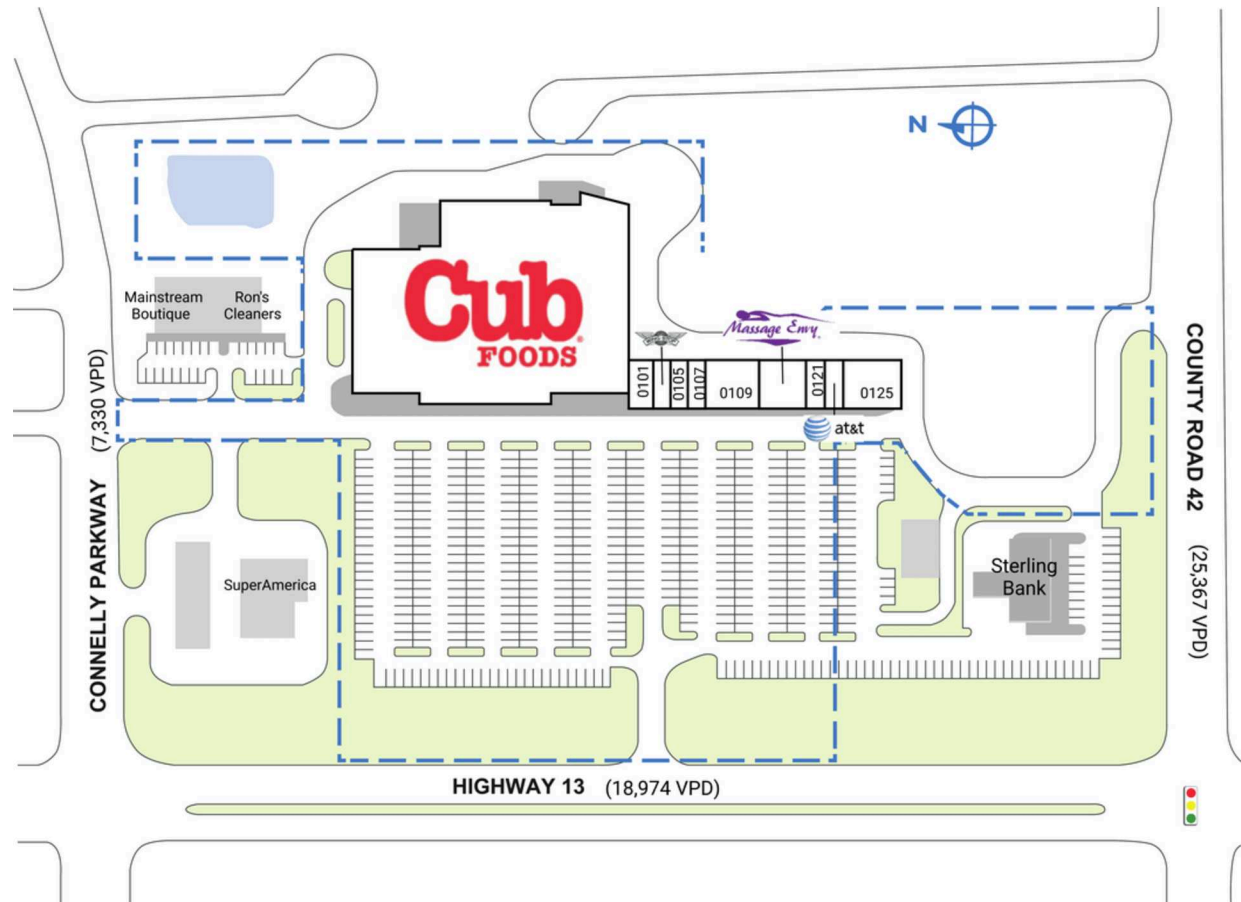 N
Mainstream
Boutique
Ron's
Cleaners
Cub
FOODS
Massage Envy
0101
0105
0107
0109
0121
0125
at&t
(7,330 VPD)
CONNELLY PARKWAY
COUNTY ROAD 42
(25,367 VPD)
SuperAmerica
Sterling
Bank
HIGHWAY 13 (18,974 VPD)